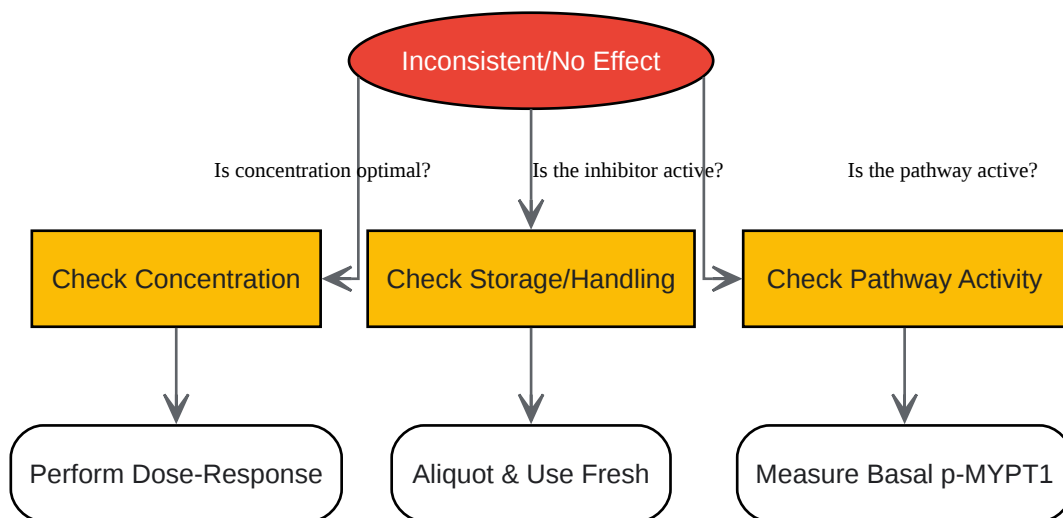 Inconsistent/No Effect
Is concentration optimal?
Is the inhibitor active?
Is the pathway active?
Check Concentration
Check Storage/Handling
Check Pathway Activity
Perform Dose-Response
Aliquot & Use Fresh
Measure Basal p-MYPT1